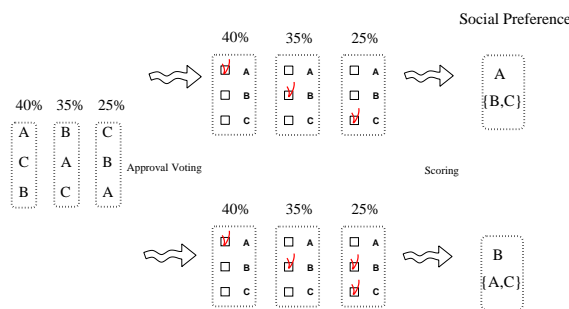 Social Preference
40% 35% 25%
A A A
B B B
C C C
A
{B,C}
40% 35% 25%
A B C
C A B
B C A
Approval Voting
Scoring
40% 35% 25%
A A A
B B B
C C C
B
{A,C}